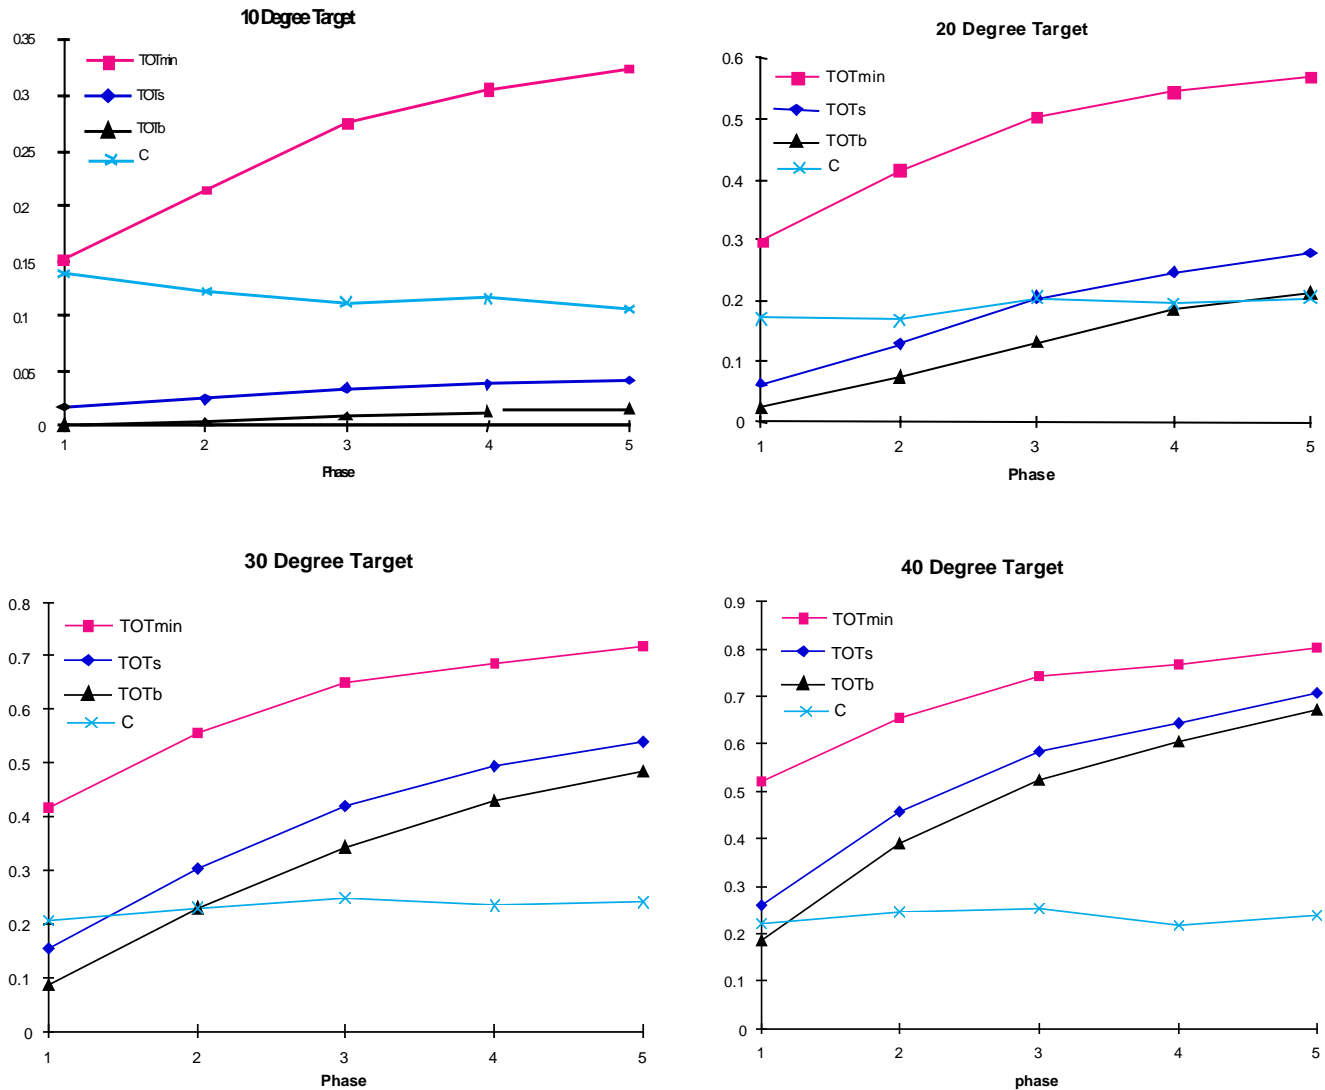 10 Degree Target
0.35
0.3
0.25
0.2
0.15
0.1
0.05
0
TOTmin
TOTs
TOTb
C
1 2 3 4 5
Phase
20 Degree Target
0.6
0.5
0.4
0.3
0.2
0.1
0
TOTmin
TOTs
TOTb
C
1 2 3 4 5
Phase
30 Degree Target
0.8
0.7
0.6
0.5
0.4
0.3
0.2
0.1
0
TOTmin
TOTs
TOTb
C
1 2 3 4 5
Phase
40 Degree Target
0.9
0.8
0.7
0.6
0.5
0.4
0.3
0.2
0.1
0
TOTmin
TOTs
TOTb
C
1 2 3 4 5
phase